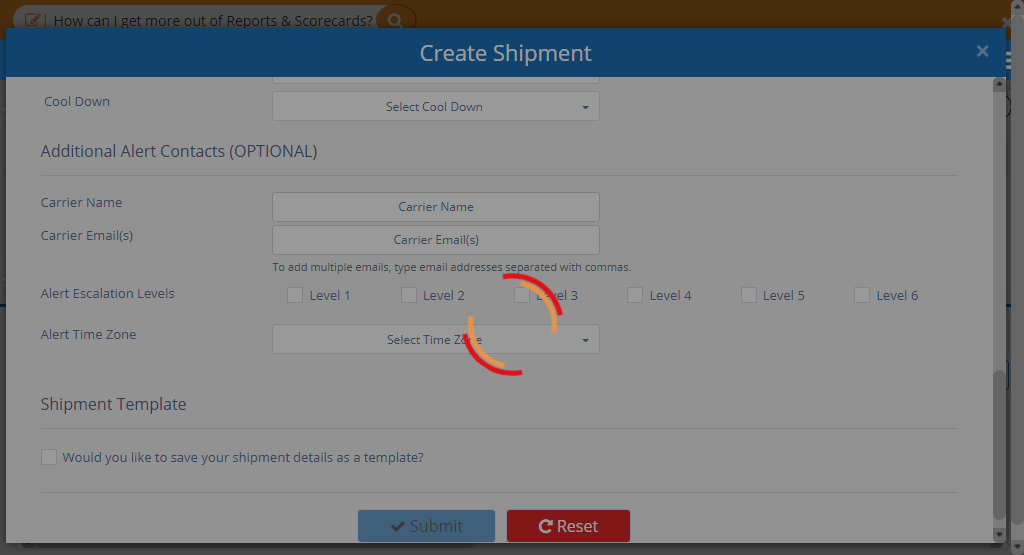 How can I get more out of Reports & Scorecards?
Create Shipment
Cool Down
Select Cool Down
Additional Alert Contacts (OPTIONAL)
Carrier Name
Carrier Name
Carrier Email(s)
Carrier Email(s)
To add multiple emails, type email addresses separated with commas.
Alert Escalation Levels
Level 1 Level 2 Level 3 Level 4 Level 5 Level 6
Alert Time Zone
Select Time Zone
Shipment Template
Would you like to save your shipment details as a template?
Submit Reset